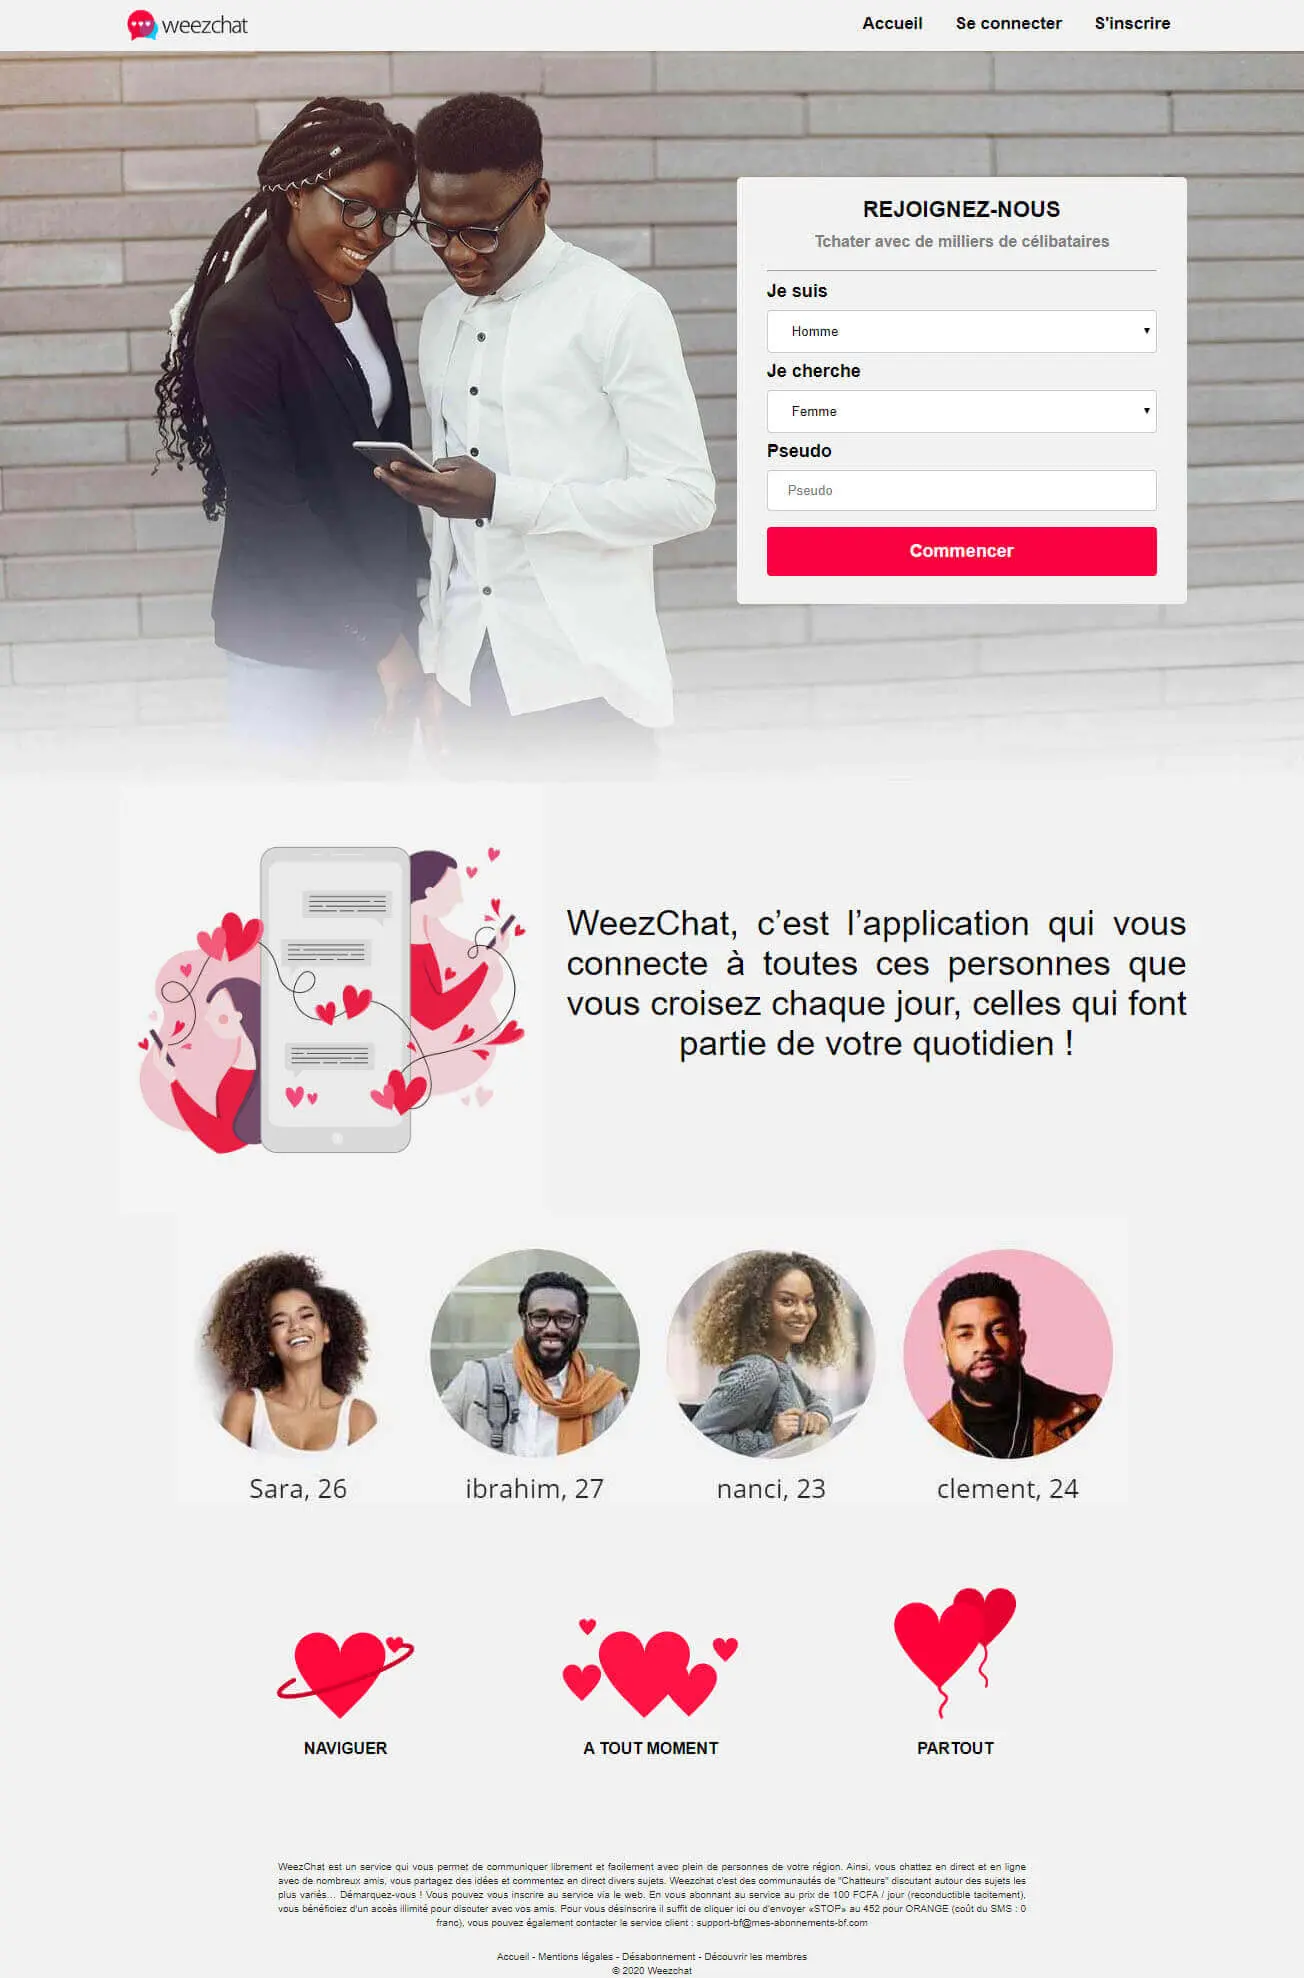 weezchat
Accueil
Se connecter
S'inscrire
REJOIGNEZ-NOUS
Tchater avec de milliers de célibataires
Je suis
Homme
Je cherche
Femme
Pseudo
Pseudo
Commencer
WeezChat, c’est l’application qui vous
connecte à toutes ces personnes que
vous croisez chaque jour, celles qui font
partie de votre quotidien !
Sara, 26
ibrahim, 27
nanci, 23
clement, 24
NAVIGUER
A TOUT MOMENT
PARTOUT
WeezChat est un service qui vous permet de communiquer librement et facilement avec plein de personnes de votre région. Ainsi, vous chattez en direct et en ligne
avec de nombreux amis, vous partagez des idées et commentez en direct divers sujets. Weezchat c'est des communautés de "Chatteurs" discutant autour des sujets les
plus variés... Démarquez-vous ! Vous pouvez vous inscrire au service via le web. En vous abonnant au service au prix de 100 FCFA / jour (reconductible tacitement),
vous bénéficiez d'un accès illimité pour discuter avec vos amis. Pour vous désinscrire il suffit de cliquer ici ou d'envoyer «STOP» au 452 pour ORANGE (coût du SMS : 0
franc), vous pouvez également contacter le service client : support-bf@mes-abonnements-bf.com
Accueil - Mentions légales - Désabonnement - Découvrir les membres
© 2020 Weezchat